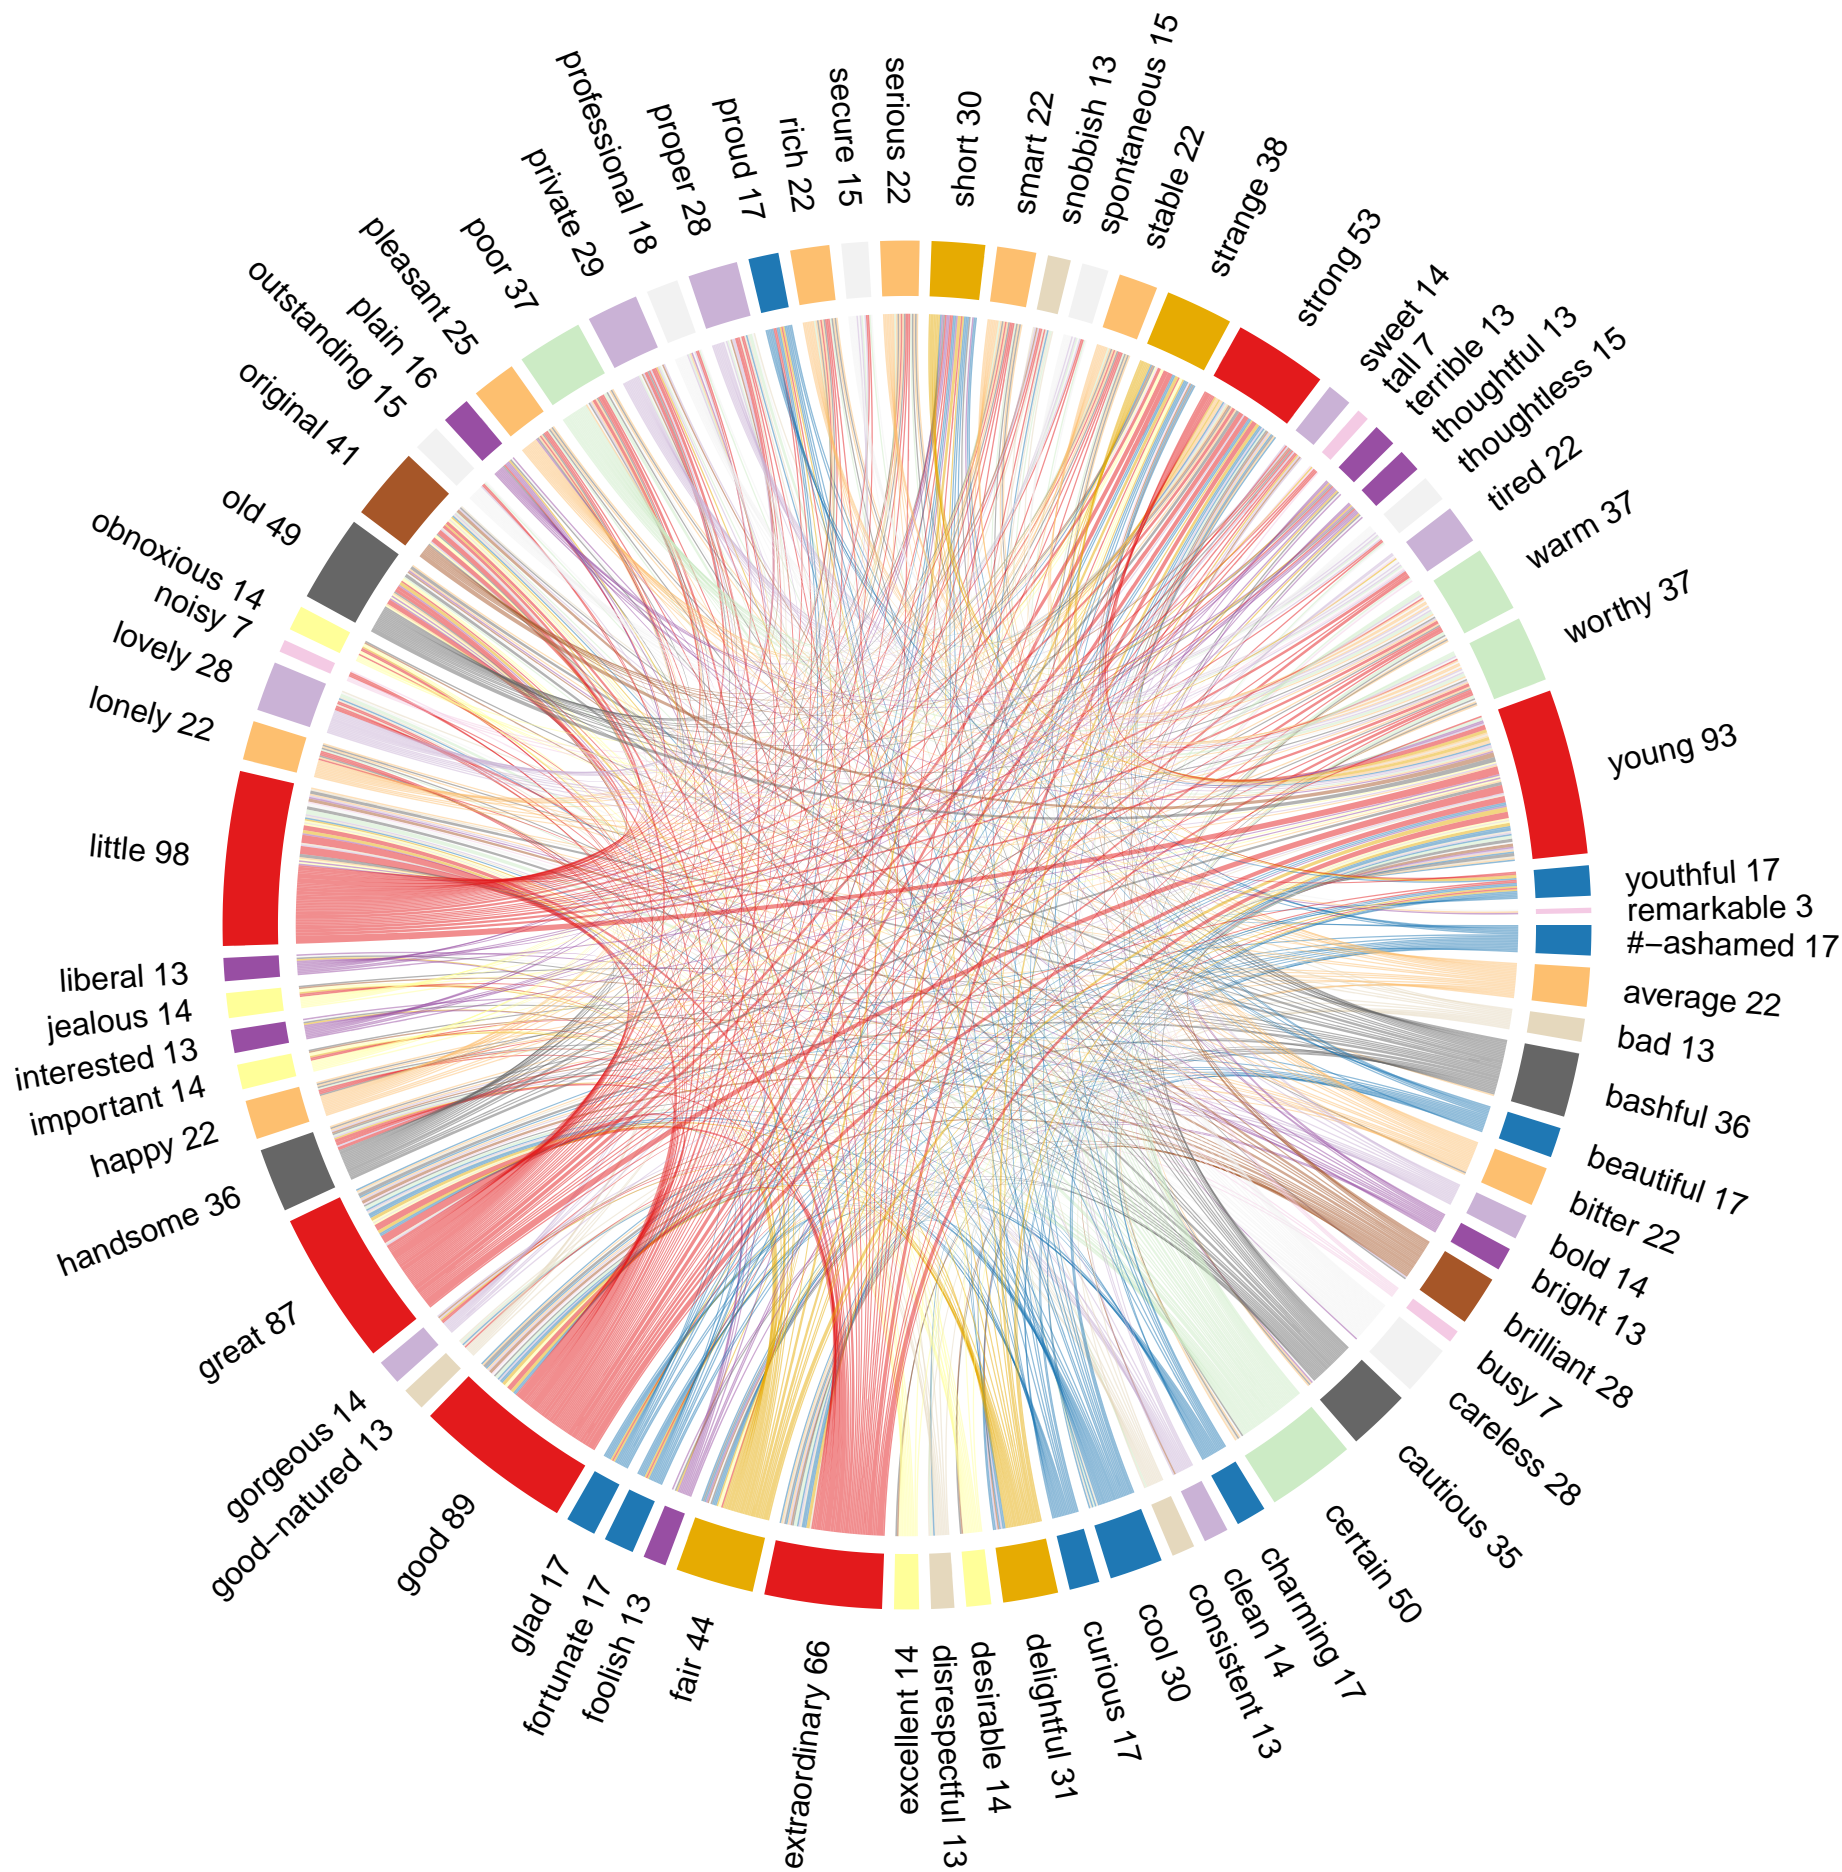 serious 22
short 30
smart 22
snobbish 13
spontaneous 15
stable 22
strange 38
strong 53
sweet 14
tall 7
terrible 13
thoughtful 13
thoughtless 15
tired 22
warm 37
worthy 37
young 93
youthful 17
remarkable 3
#−ashamed 17
average 22
bad 13
bashful 36
beautiful 17
bitter 22
bold 14
bright 13
brilliant 28
busy 7
careless 28
cautious 35
certain 50
charming 17
clean 14
consistent 13
cool 30
curious 17
delightful 31
desirable 14
disrespectful 13
excellent 14
extraordinary 66
fair 44
foolish 13
fortunate 17
glad 17
good 89
good−natured 13
gorgeous 14
great 87
handsome 36
happy 22
important 14
interested 13
jealous 14
liberal 13
little 98
lonely 22
lovely 28
noisy 7
obnoxious 14
old 49
original 41
outstanding 15
plain 16
pleasant 25
poor 37
private 29
professional 18
proper 28
proud 17
rich 22
secure 15